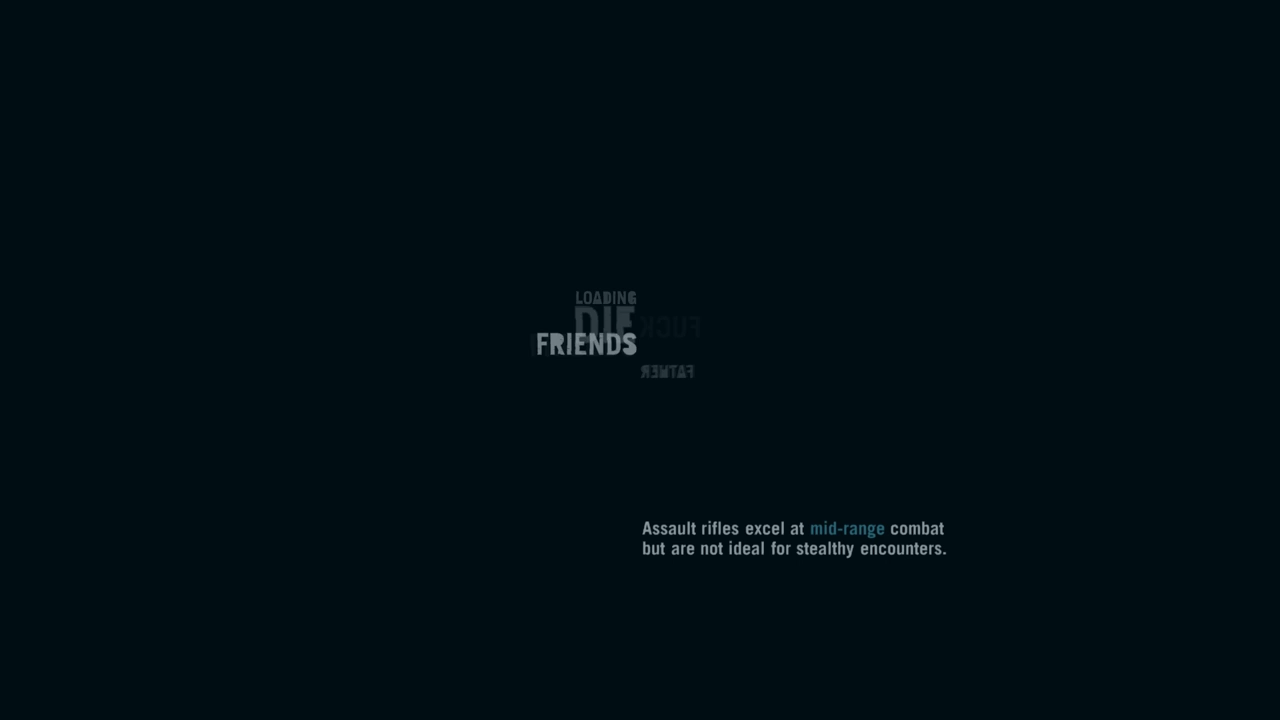 LOADING
DIE
FUCK
FRIENDS
FATHER
Assault rifles excel at mid-range combat
but are not ideal for stealthy encounters.